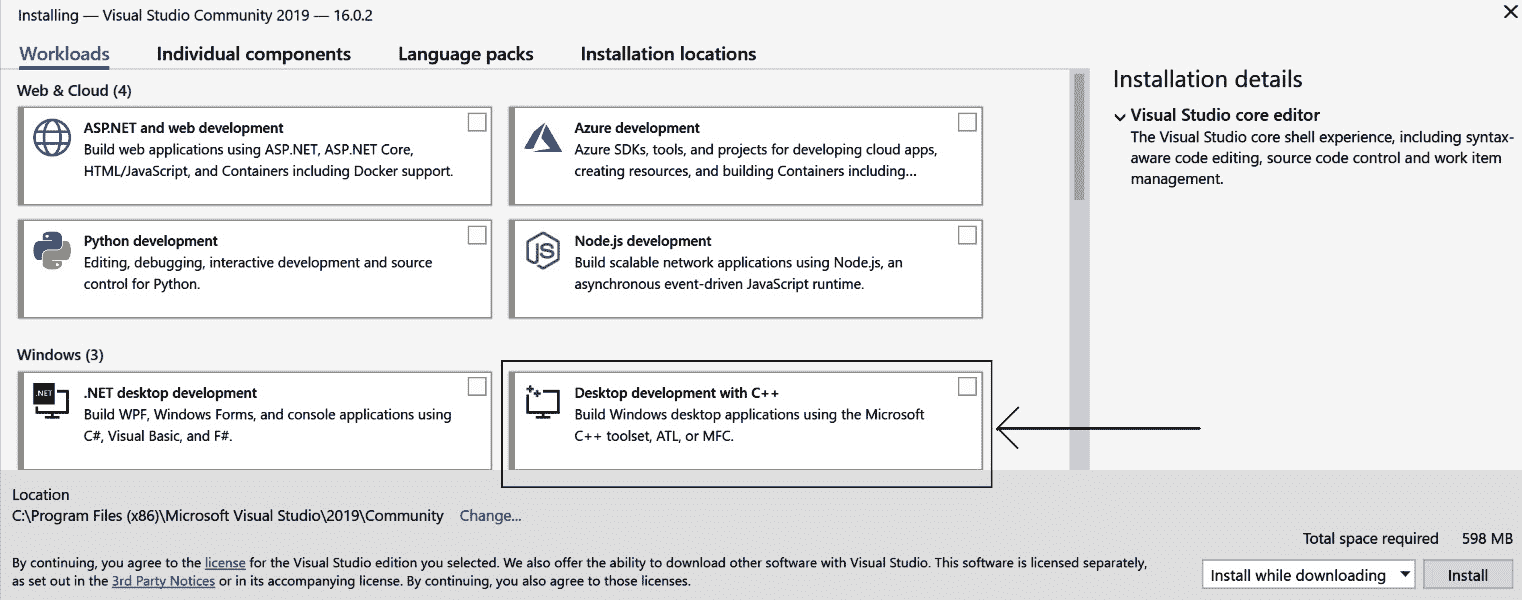 Installing — Visual Studio Community 2019 — 16.0.2
Workloads Individual components Language packs Installation locations
Web & Cloud (4)
ASP.NET and web development
Build web applications using ASP.NET, ASP.NET Core,
HTML/JavaScript, and Containers including Docker support.
Azure development
Azure SDKs, tools, and projects for developing cloud apps,
creating resources, and building Containers including...
Python development
Editing, debugging, interactive development and source
control for Python.
JS
Node.js development
Build scalable network applications using Node.js, an
asynchronous event-driven JavaScript runtime.
Windows (3)
.NET
.NET desktop development
Build WPF, Windows Forms, and console applications using
C#, Visual Basic, and F#.
Desktop development with C++
Build Windows desktop applications using the Microsoft
C++ toolset, ATL, or MFC.
Installation details
Visual Studio core editor
The Visual Studio core shell experience, including syntax-
aware code editing, source code control and work item
management.
Location
C:\Program Files (x86)\Microsoft Visual Studio\2019\Community Change...
Total space required 598 MB
By continuing, you agree to the license for the Visual Studio edition you selected. We also offer the ability to download other software with Visual Studio. This software is licensed separately,
as set out in the 3rd Party Notices or in its accompanying license. By continuing, you also agree to those licenses.
Install while downloading Install